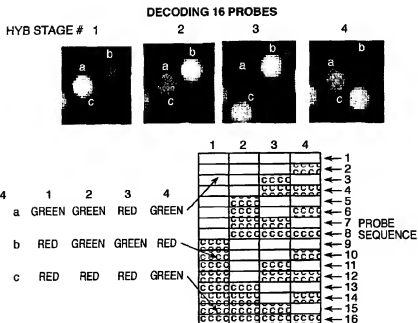 DECODING 16 PROBES
HYB STAGE # 1 2 3 4
b b b b
a a a a
c c c c
1 2 3 4
4 1 2 3 4
a GREEN GREEN RED GREEN
b RED GREEN GREEN RED
c RED RED RED GREEN
1
2
3
4
5
6
7 PROBE
8 SEQUENCE
9
10
11
12
13
14
15
16